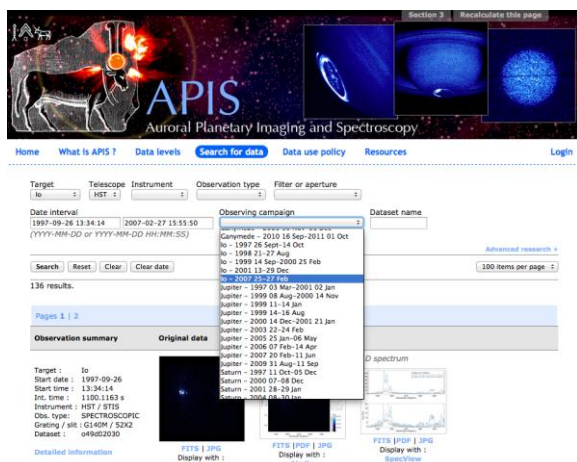 Section 3 Recalculate this page
APIS
Auroral Planetary Imaging and Spectroscopy
Home What is APIS ? Data levels Search for data Data use policy Resources Login
Target Telescope Instrument Observation type Filter or aperture
Io HST
Date interval Observing campaign Dataset name
1997-09-26 13:34:14 2007-02-27 15:55:50
(YYYY-MM-DD or YYYY-MM-DD HH:MM:SS)
Ganymede - 2010 16 Sep-2011 01 Oct
Io - 1997 26 Sept-14 Oct
Io - 1998 21-27 Aug
Io - 1999 14 Sep-2000 25 Feb
Io - 2001 13-29 Dec
Io - 2007 25-27 Feb
Jupiter - 1997 03 Mar-2001 02 Jan
Jupiter - 1999 08 Aug-2000 14 Nov
Jupiter - 1999 11-14 Jan
Jupiter - 1999 14-16 Aug
Jupiter - 2000 14 Dec-2001 21 Jan
Jupiter - 2003 22-24 Feb
Jupiter - 2005 25 Jan-06 May
Jupiter - 2006 07 Feb-14 Apr
Jupiter - 2007 20 Feb-11 Jun
Jupiter - 2009 31 Aug-11 Sep
Saturn - 1997 11 Oct-05 Dec
Saturn - 2000 07-08 Dec
Saturn - 2001 28-29 Jan
Saturn - 2004 08-30 Jan
Advanced research +
Search Reset Clear Clear date 100 items per page
136 results.
Pages 1 | 2
Observation summary Original data
D spectrum
Target : Io
Start date : 1997-09-26
Start time : 13:34:14
Int. time : 1100.1163 s
Instrument : HST / STIS
Obs. type: SPECTROSCOPIC
Grating / slit : G140M / 52X2
Dataset : o49d02030
Detailed information
FITS | JPG FITS | PDF | JPG FITS | PDF | JPG
Display with : Display with : Display with :
SpecView